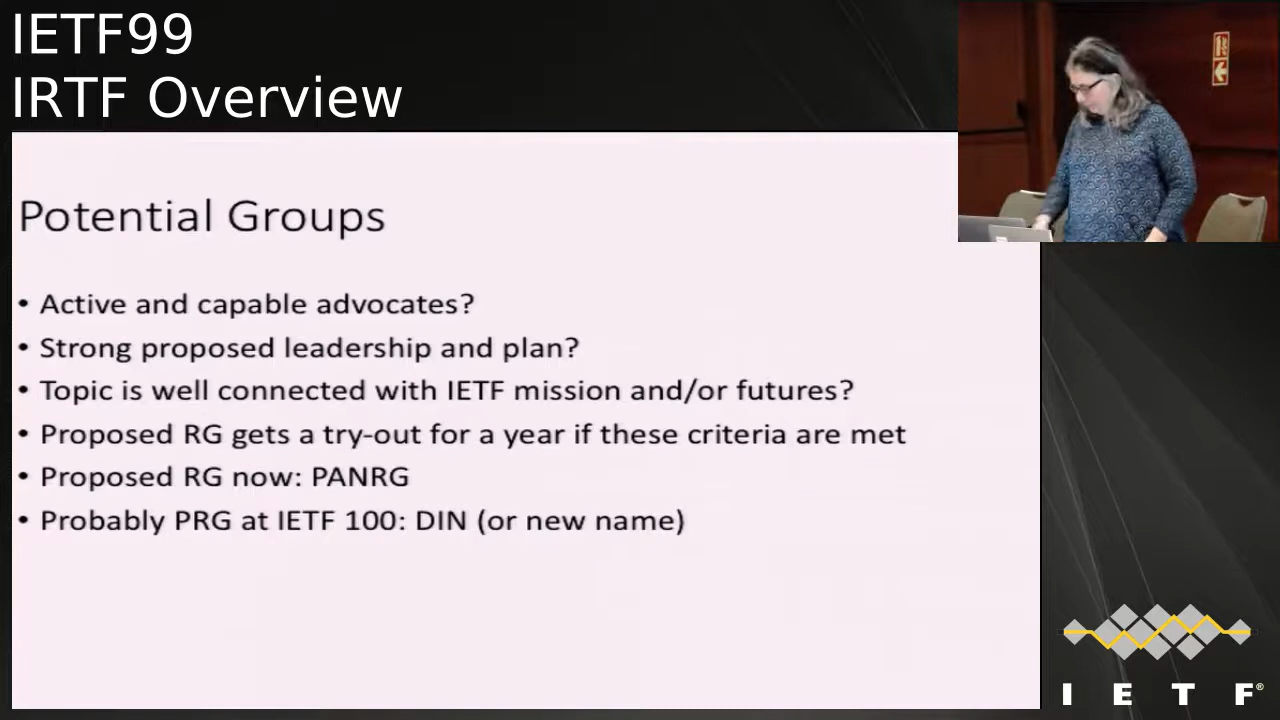 IETF99
IRTF Overview
Potential Groups
• Active and capable advocates?
• Strong proposed leadership and plan?
• Topic is well connected with IETF mission and/or futures?
• Proposed RG gets a try-out for a year if these criteria are met
• Proposed RG now: PANRG
• Probably PRG at IETF 100: DIN (or new name)
I E T F®